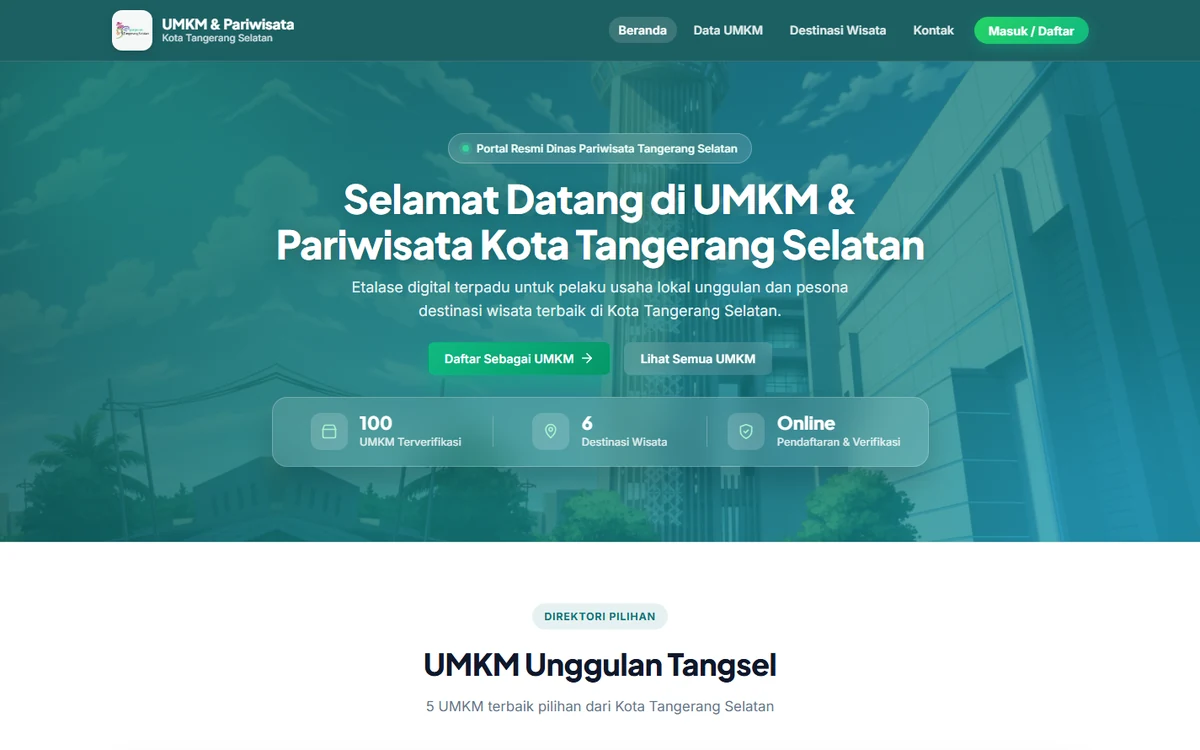 UMKM & Pariwisata
Kota Tangerang Selatan
Beranda
Data UMKM
Destinasi Wisata
Kontak
Masuk / Daftar
Portal Resmi Dinas Pariwisata Tangerang Selatan
Selamat Datang di UMKM &
Pariwisata Kota Tangerang Selatan
Etalase digital terpadu untuk pelaku usaha lokal unggulan dan pesona
destinasi wisata terbaik di Kota Tangerang Selatan.
Daftar Sebagai UMKM →
Lihat Semua UMKM
100
UMKM Terverifikasi
6
Destinasi Wisata
Online
Pendaftaran & Verifikasi
DIREKTORI PILIHAN
UMKM Unggulan Tangsel
5 UMKM terbaik pilihan dari Kota Tangerang Selatan